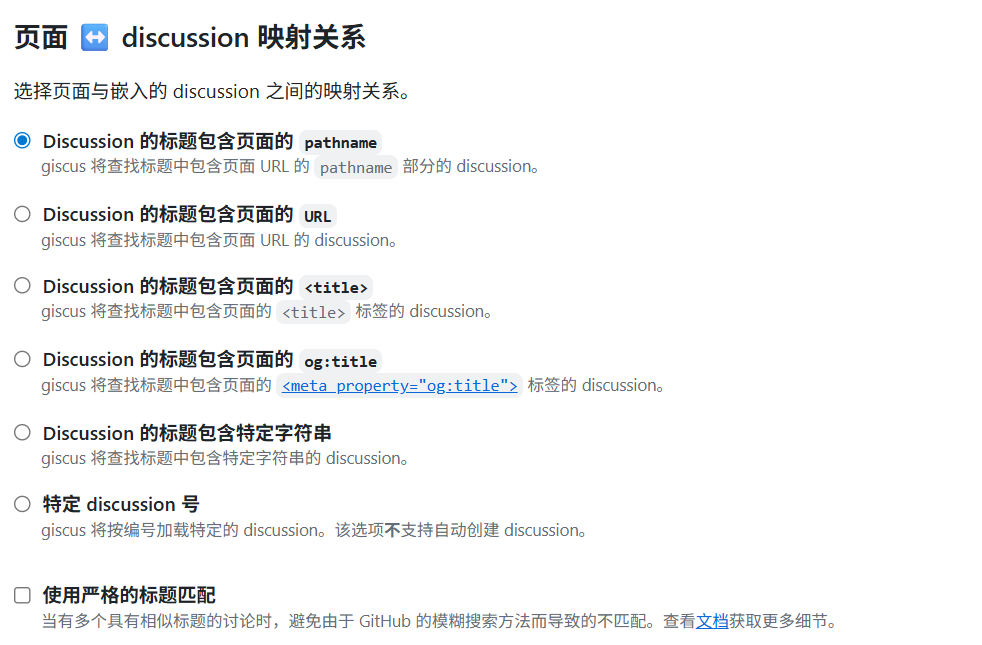 页面 ↔️ discussion 映射关系
选择页面与嵌入的 discussion 之间的映射关系。
Discussion 的标题包含页面的 pathname
giscus 将查找标题中包含页面 URL 的 pathname 部分的 discussion。
Discussion 的标题包含页面的 URL
giscus 将查找标题中包含页面 URL 的 discussion。
Discussion 的标题包含页面的 <title>
giscus 将查找标题中包含页面的 <title> 标签的 discussion。
Discussion 的标题包含页面的 og:title
giscus 将查找标题中包含页面的 <meta property="og:title"> 标签的 discussion。
Discussion 的标题包含特定字符串
giscus 将查找标题中包含特定字符串的 discussion。
特定 discussion 号
giscus 将按编号加载特定的 discussion。该选项不支持自动创建 discussion。
使用严格的标题匹配
当有多个具有相似标题的讨论时，避免由于 GitHub 的模糊搜索方法而导致的不匹配。查看文档获取更多细节。